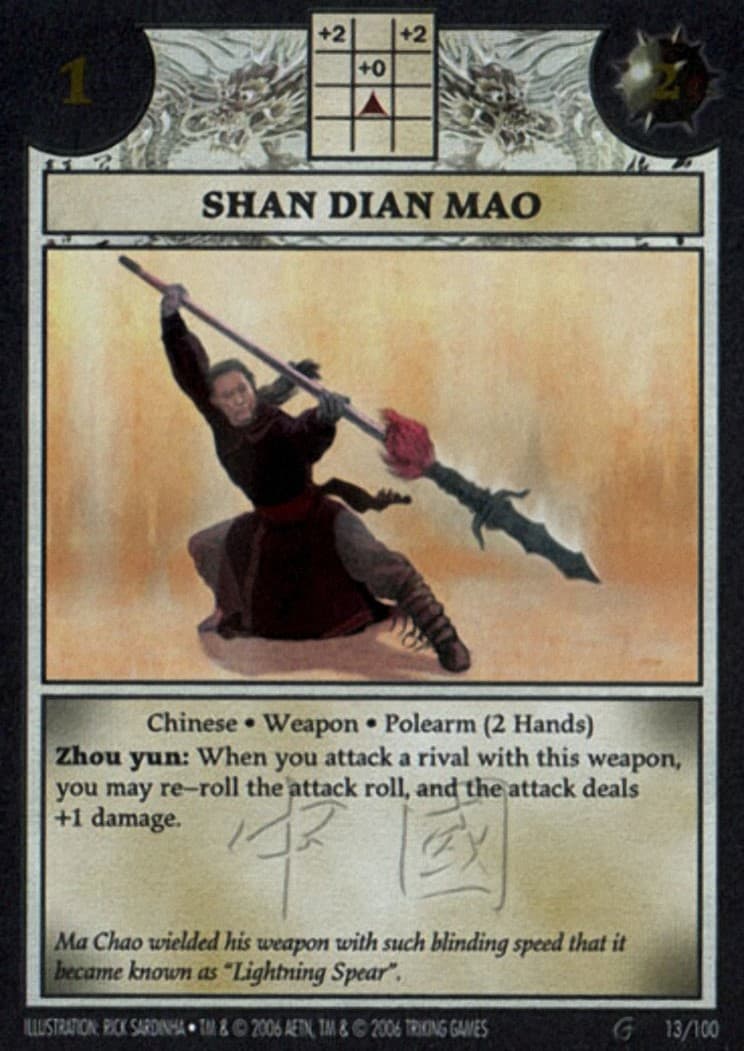 1
+2 +2
+0
2
SHAN DIAN MAO
Chinese • Weapon • Polearm (2 Hands)
Zhou yun: When you attack a rival with this weapon,
you may re-roll the attack roll, and the attack deals
+1 damage.
中國
Ma Chao wielded his weapon with such blinding speed that it
became known as "Lightning Spear".
ILLUSTRATION: RICK SARDINHA • TM & © 2006 AETN, TM & © 2006 TRIKING GAMES
G 13/100